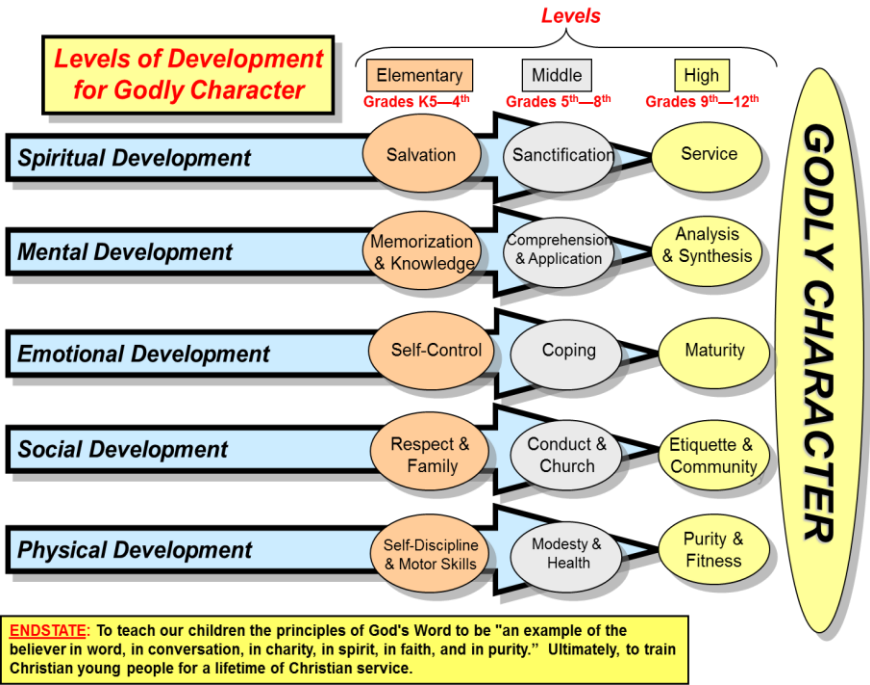 Levels
Levels of Development
for Godly Character
Elementary
Middle
High
Grades K5—4th
Grades 5th—8th
Grades 9th—12th
Spiritual Development
Salvation
Sanctification
Service
Mental Development
Memorization
& Knowledge
Comprehension
& Application
Analysis
& Synthesis
Emotional Development
Self-Control
Coping
Maturity
Social Development
Respect &
Family
Conduct &
Church
Etiquette &
Community
Physical Development
Self-Discipline
& Motor Skills
Modesty &
Health
Purity &
Fitness
GODLY CHARACTER
ENDSTATE: To teach our children the principles of God's Word to be "an example of the
believer in word, in conversation, in charity, in spirit, in faith, and in purity.” Ultimately, to train
Christian young people for a lifetime of Christian service.